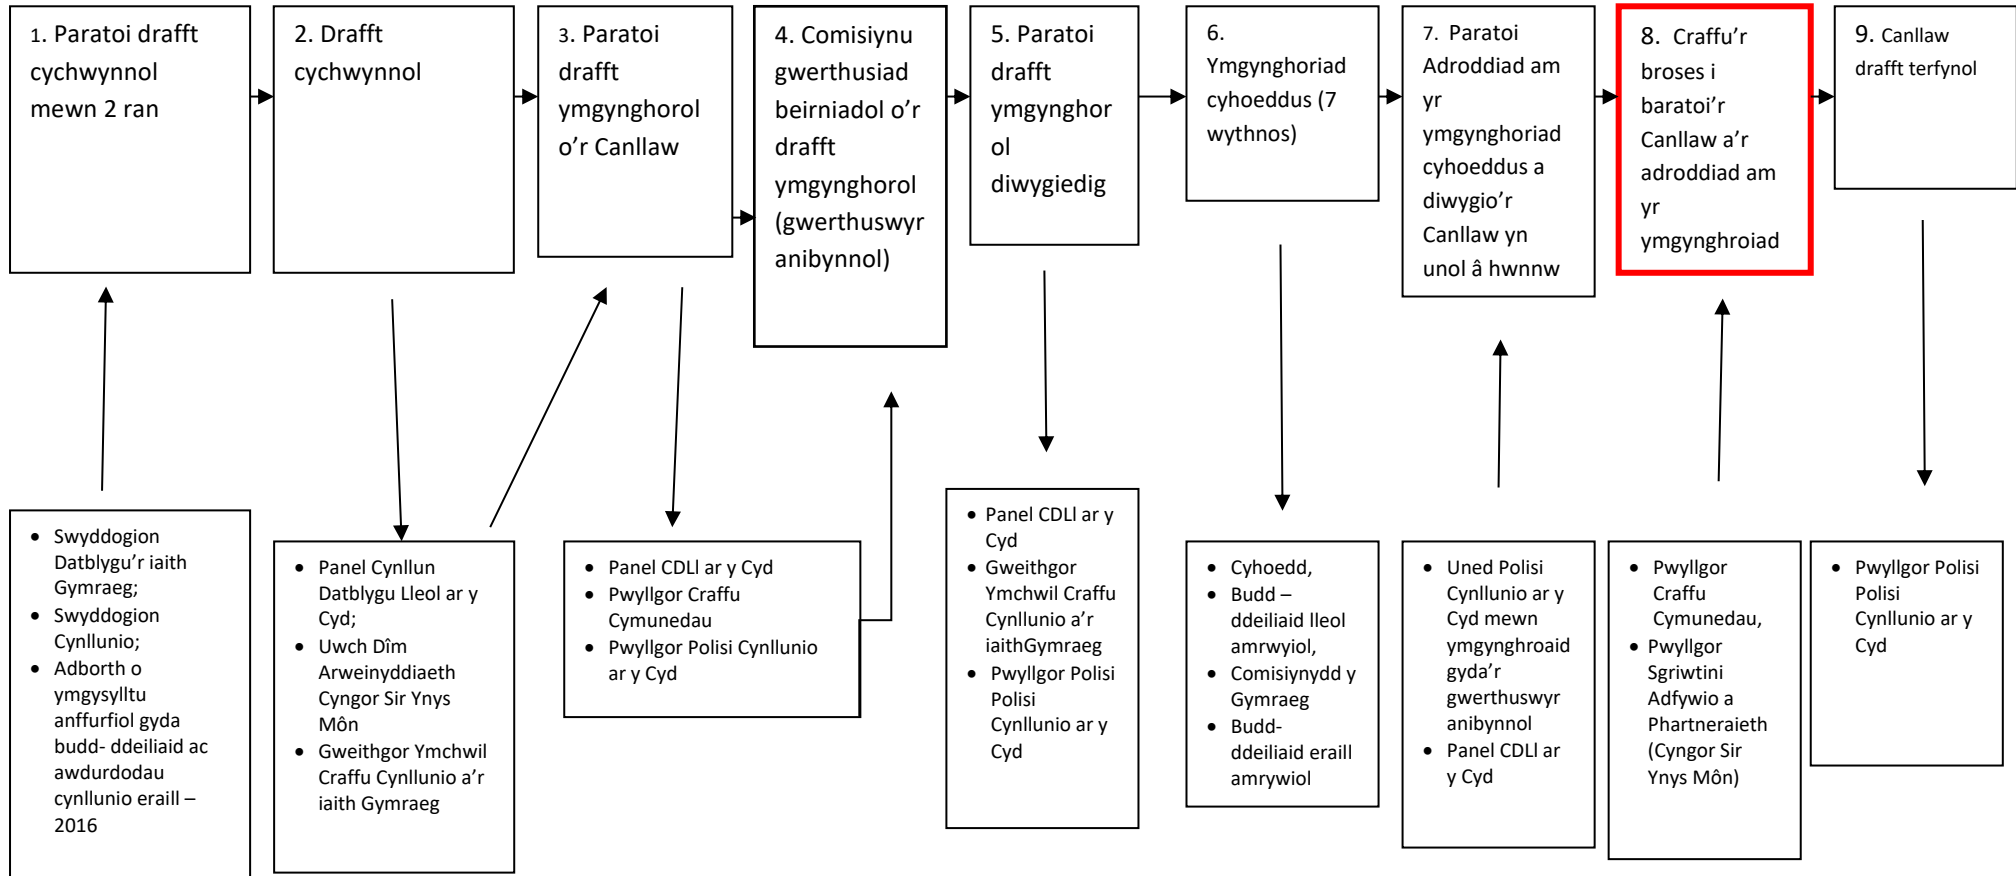 1. Paratoi drafft
cychwynnol
mewn 2 ran
2. Drafft
cychwynnol
3. Paratoi
drafft
ymgynghorol
o’r Canllaw
4. Comisiynu
gwerthusiad
beirniadol o’r
drafft
ymgynghorol
(gwerthuswyr
anibynnol)
5. Paratoi
drafft
ymgynghor
ol
diwygiedig
6.
Ymgynghoriad
cyhoeddus (7
wythnos)
7. Paratoi
Adroddiad am
yr
ymgynghoriad
cyhoeddus a
diwygio’r
Canllaw yn
unol â hwnnw
8. Craffu’r
broses i
baratoi’r
Canllaw a’r
adroddiad am
yr
ymgynghroiad
9. Canllaw
drafft terfynol
• Swyddogion
Datblygu’r iaith
Gymraeg;
• Swyddogion
Cynllunio;
• Adborth o
ymgysylltu
anffurfiol gyda
budd- ddeiliaid ac
awdurdodau
cynllunio eraill –
2016
• Panel Cynllun
Datblygu Lleol ar y
Cyd;
• Uwch Dîm
Arweinyddiaeth
Cyngor Sir Ynys
Môn
• Gweithgor Ymchwil
Craffu Cynllunio a’r
iaith Gymraeg
• Panel CDLl ar y Cyd
• Pwyllgor Craffu
Cymunedau
• Pwyllgor Polisi Cynllunio
ar y Cyd
• Panel CDLl ar y
Cyd
• Gweithgor
Ymchwil Craffu
Cynllunio a'r
iaithGymraeg
• Pwyllgor Polisi
Polisi
Cynllunio ar y
Cyd
• Cyhoedd,
• Budd –
ddeiliaid lleol
amrwyiol,
• Comisiynydd y
Gymraeg
• Budd-
ddeiliaid eraill
amrywiol
• Uned Polisi
Cynllunio ar y
Cyd mewn
ymgynghroaid
gyda’r
gwerthuswyr
anibynnol
• Panel CDLl ar
y Cyd
• Pwyllgor
Craffu
Cymunedau,
• Pwyllgor
Sgriwtini
Adfywio a
Phartneraieth
(Cyngor Sir
Ynys Môn)
• Pwyllgor Polisi
Polisi
Cynllunio ar y
Cyd